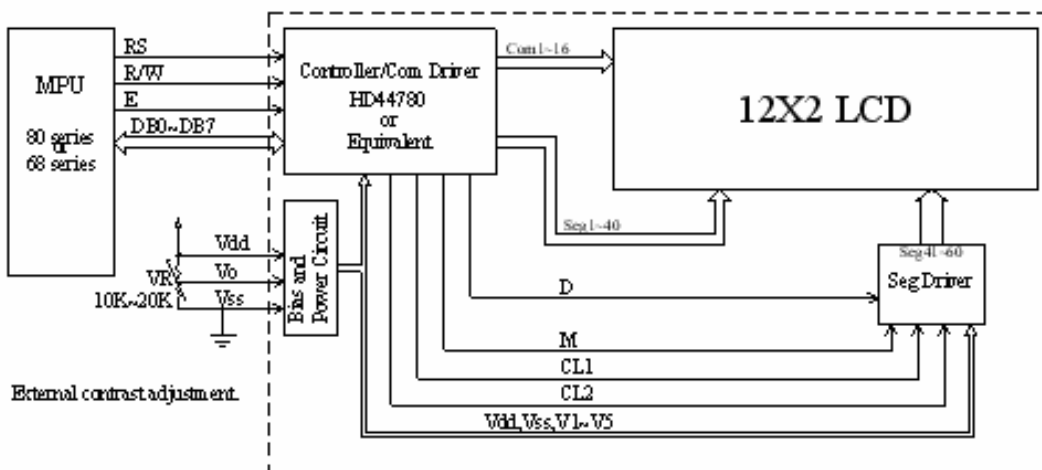 MPU
80 series
or
68 series
RS
R/W
E
DB0~DB7
Controller/Com Driver
HD44780
or
Equivalent
Com1~16
12X2 LCD
Seg1~40
Seg41~60
Seg Driver
Vdd
Vo
Vss
VR
10K~20K
Bias and
Power Circuit
D
M
CL1
CL2
Vdd,Vss,V1~V5
External contrast adjustment.